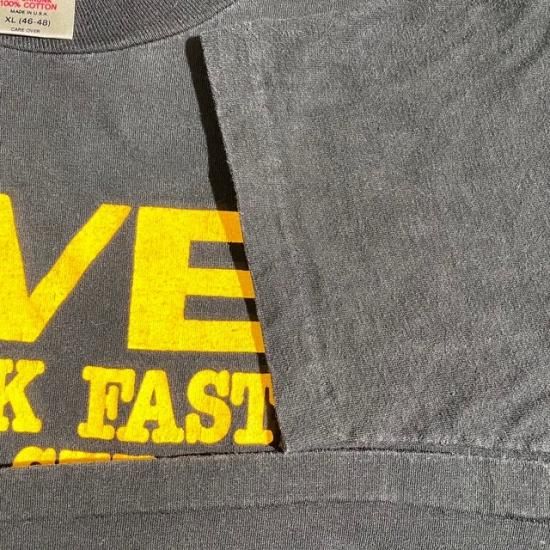 100% COTTON
MADE IN U.S.A.
XL (46-48)
CARE OVER
VE
K FAST